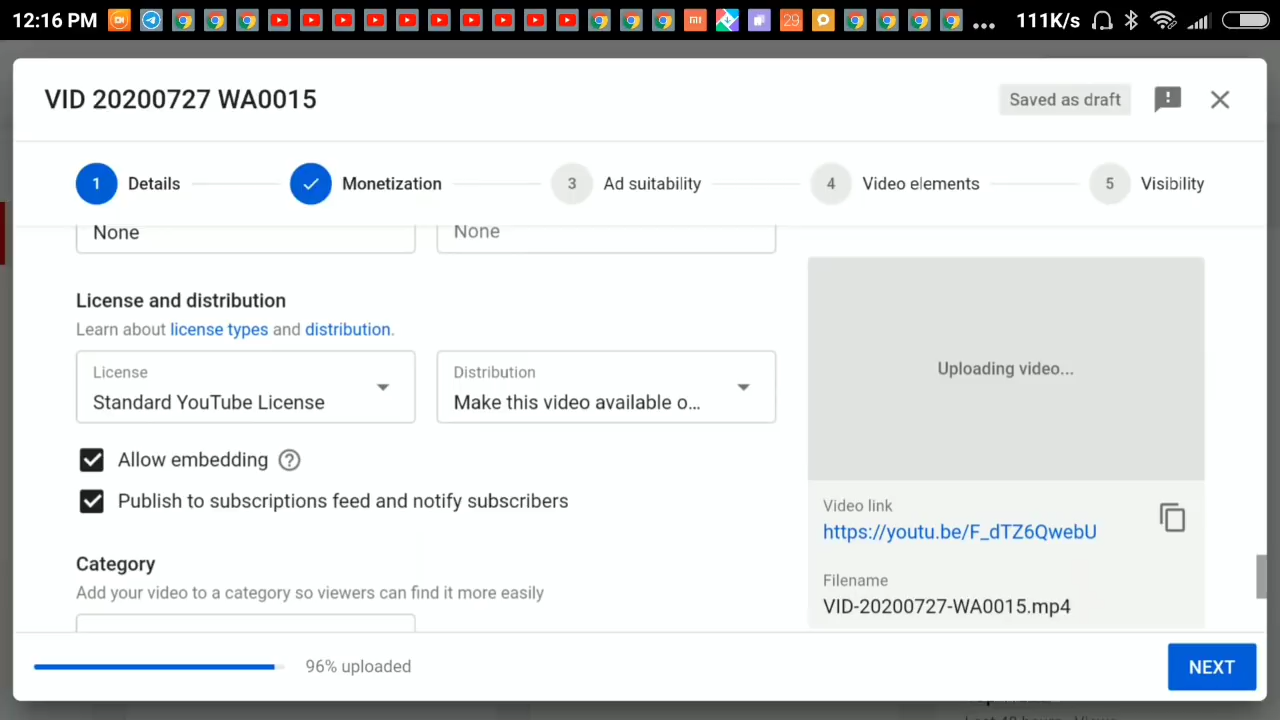 12:16 PM
29
111K/s
VID 20200727 WA0015
Saved as draft
1 Details
Monetization
3 Ad suitability
4 Video elements
5 Visibility
None
None
License and distribution
Learn about license types and distribution.
License
Standard YouTube License
Distribution
Make this video available o...
Allow embedding
Publish to subscriptions feed and notify subscribers
Category
Add your video to a category so viewers can find it more easily
Uploading video...
Video link
https://youtu.be/F_dTZ6QwebU
Filename
VID-20200727-WA0015.mp4
96% uploaded
NEXT